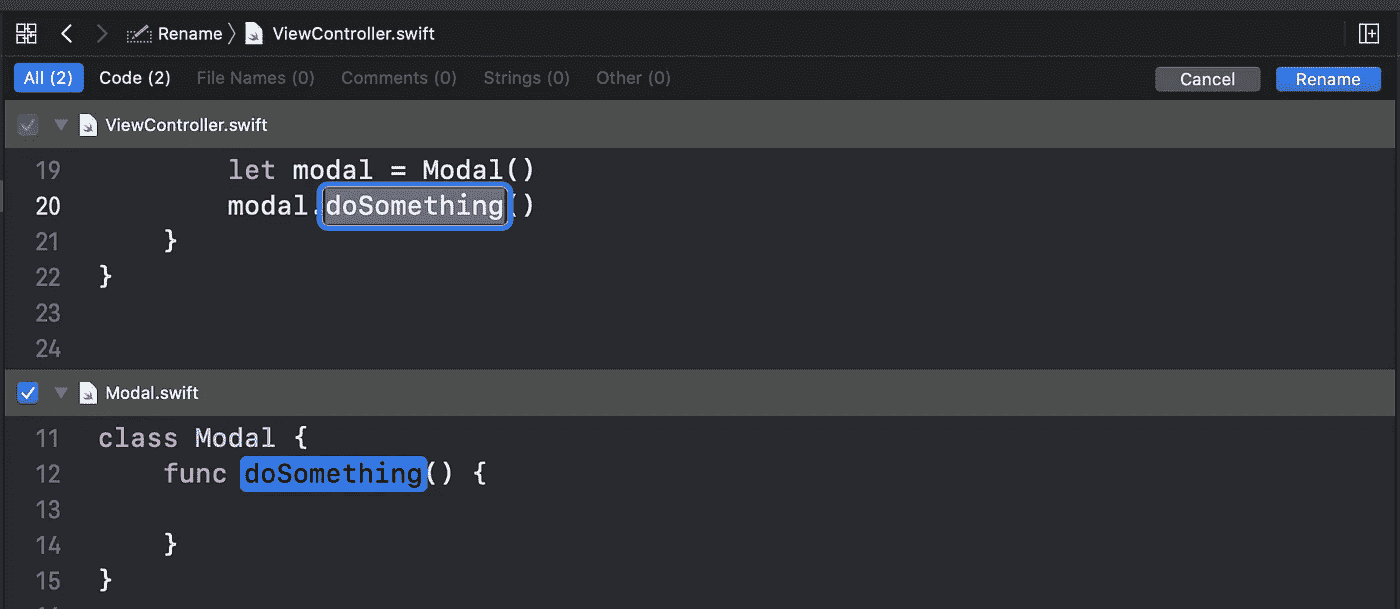 Rename ViewController.swift
All (2) Code (2) File Names (0) Comments (0) Strings (0) Other (0) Cancel Rename
ViewController.swift
19 let modal = Modal()
20 modal.doSomething()
21 }
22 }
23
24
Modal.swift
11 class Modal {
12 func doSomething() {
13
14 }
15 }